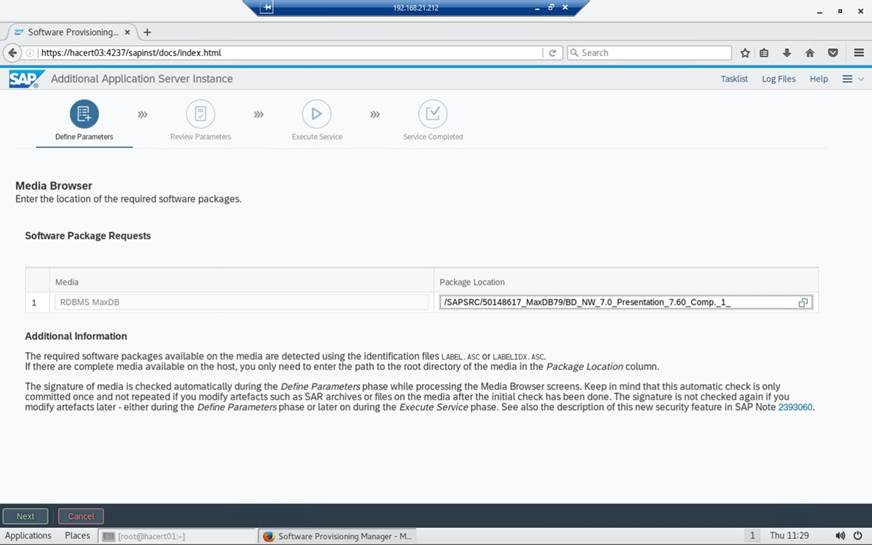 192.168.21.212
Software Provisioning...
https://hacert03:4237/sapinst/docs/index.html
Search
SAP Additional Application Server Instance
Tasklist Log Files Help
Define Parameters
Review Parameters
Execute Service
Service Completed
Media Browser
Enter the location of the required software packages.
Software Package Requests
Media Package Location
1 RDBMS MaxDB /SAPSRC/50148617_MaxDB79/BD_NW_7.0_Presentation_7.60_Comp._1_
Additional Information
The required software packages available on the media are detected using the identification files LABEL.ASC or LABELIDX.ASC.
If there are complete media available on the host, you only need to enter the path to the root directory of the media in the Package Location column.
The signature of media is checked automatically during the Define Parameters phase while processing the Media Browser screens. Keep in mind that this automatic check is only
committed once and not repeated if you modify artefacts such as SAR archives or files on the media after the initial check has been done. The signature is not checked again if you
modify artefacts later - either during the Define Parameters phase or later on during the Execute Service phase. See also the description of this new security feature in SAP Note 2393060.
Next Cancel
Applications Places [root@hacert01:~] Software Provisioning Manager - M... 1 Thu 11:29